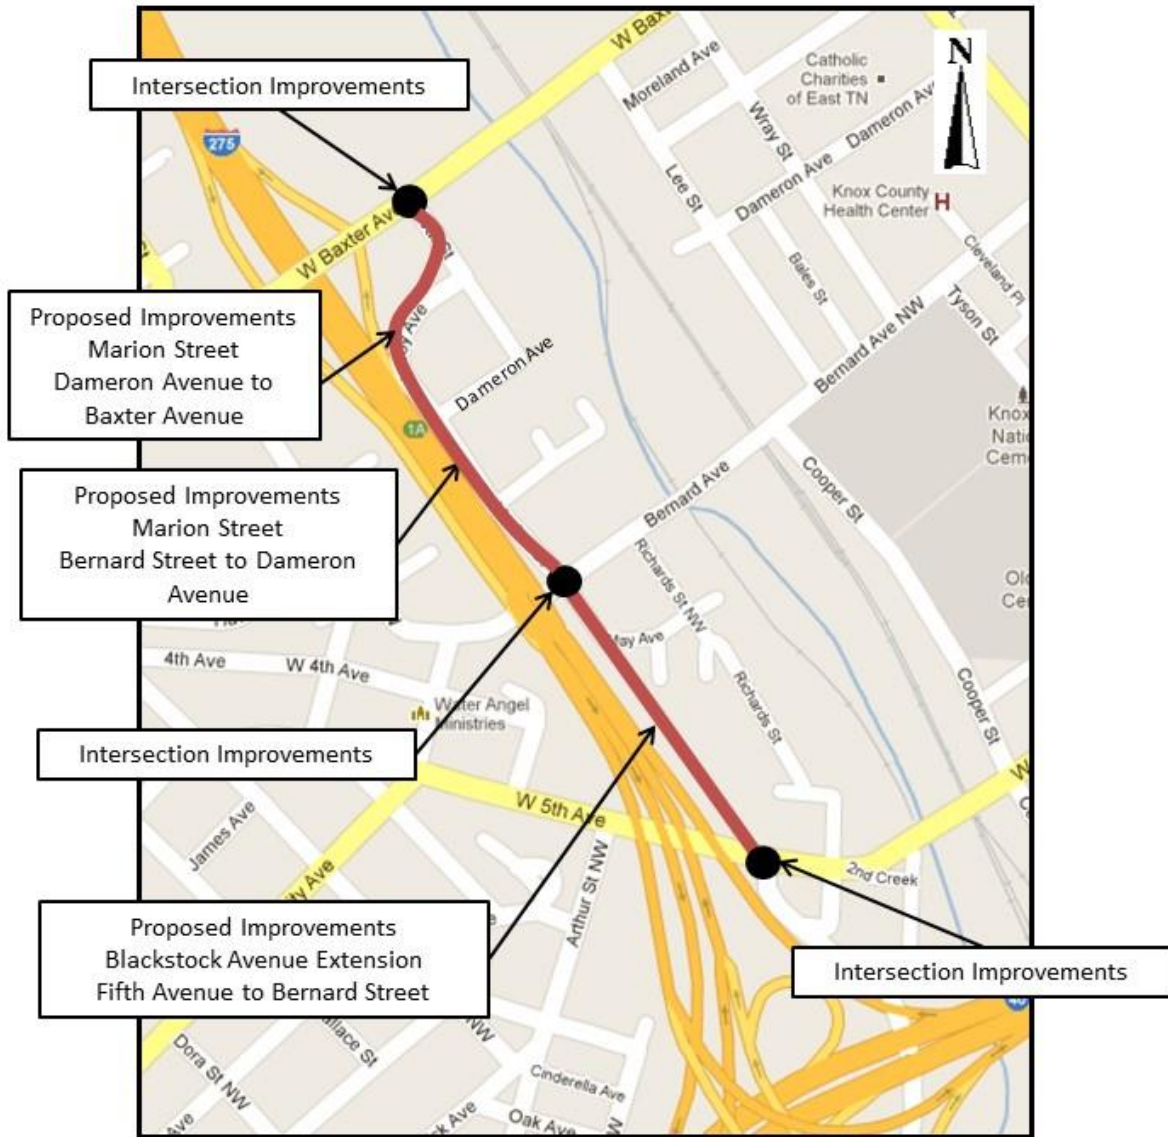 W Baxt
Intersection Improvements
Moreland Ave
Catholic
Charities
of East TN
N
275
Wray St
Dameron Ave
Dameron Ave
Lee St
Knox County
Health Center
H
W Baxter Ave
Cleveland Pl
Bales St
Tyson St
Proposed Improvements
Marion Street
Dameron Avenue to
Baxter Avenue
Bernard Ave NW
Dameron Ave
1A
Proposed Improvements
Marion Street
Bernard Street to Dameron
Avenue
Cooper St
Bernard Ave
Richards St NW
May Ave
4th Ave
W 4th Ave
Water Angel
Ministries
Richards St
Cooper St
Intersection Improvements
W 5th Ave
James Ave
2nd Creek
Arthur St NW
Proposed Improvements
Blackstock Avenue Extension
Fifth Avenue to Bernard Street
Intersection Improvements
Dora St NW
NW
Cinderella Ave
Oak Ave
Ave